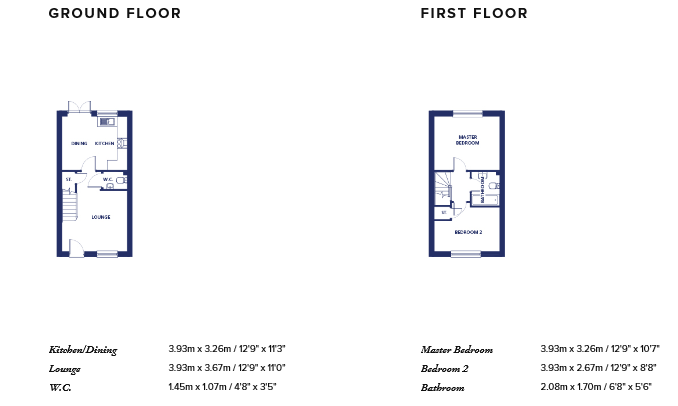 GROUND FLOOR
DINING KITCHEN
ST.
W.C.
LOUNGE
Kitchen/Dining 3.93m x 3.26m / 12'9" x 11'3"
Lounge 3.93m x 3.67m / 12'9" x 11'0"
W.C. 1.45m x 1.07m / 4'8" x 3'5"
FIRST FLOOR
MASTER
BEDROOM
BATHROOM
ST.
BEDROOM 2
Master Bedroom 3.93m x 3.26m / 12'9" x 10'7"
Bedroom 2 3.93m x 2.67m / 12'9" x 8'8"
Bathroom 2.08m x 1.70m / 6'8" x 5'6"